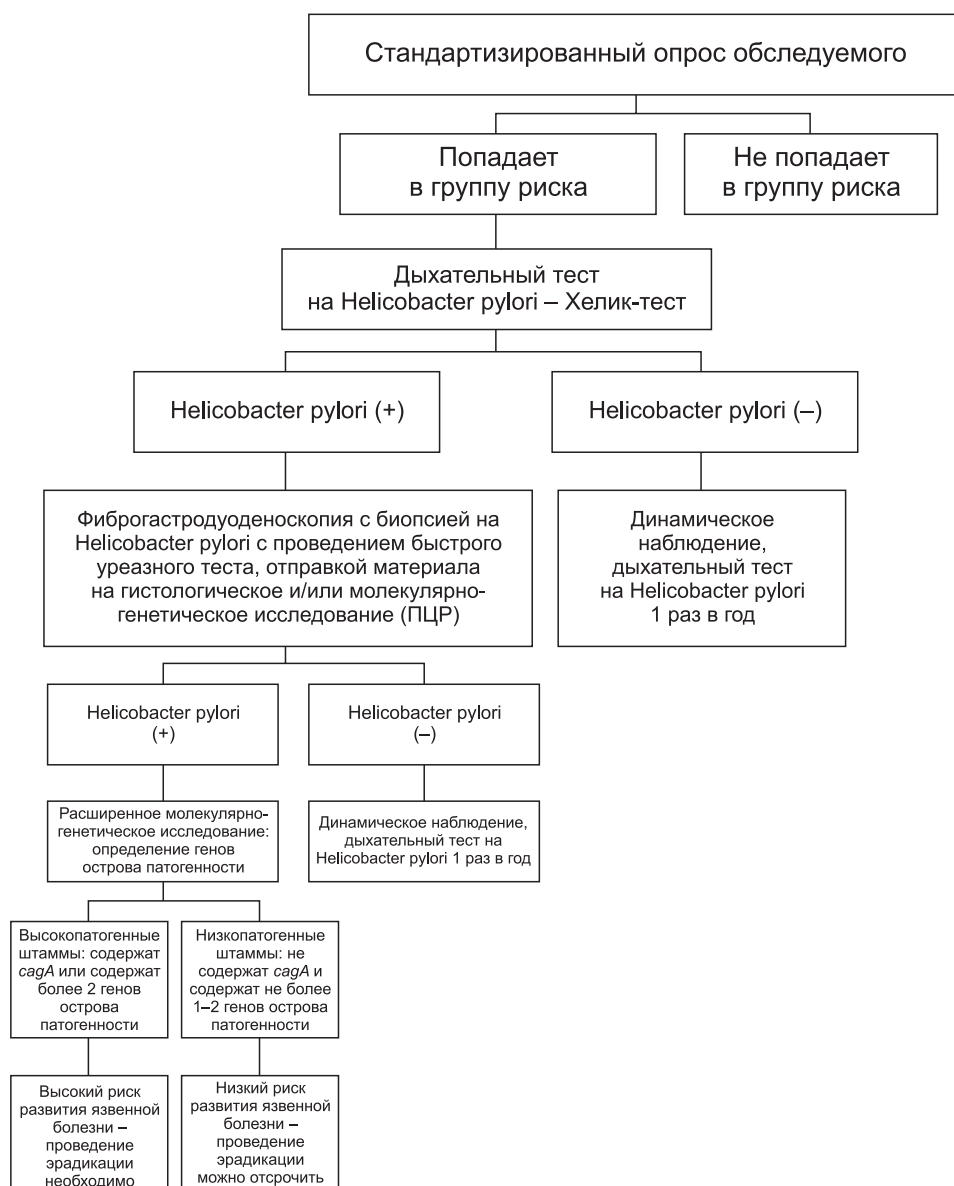 Стандартизированный опрос обследуемого
Попадает
в группу риска
Не попадает
в группу риска
Дыхательный тест
на Helicobacter pylori – Хелик-тест
Helicobacter pylori (+)
Helicobacter pylori (–)
Фиброгастродуоденоскопия с биопсией на
Helicobacter pylori с проведением быстрого
уреазного теста, отправкой материала
на гистологическое и/или молекулярно-
генетическое исследование (ПЦР)
Динамическое
наблюдение,
дыхательный тест
на Helicobacter pylori
1 раз в год
Helicobacter pylori
(+)
Helicobacter pylori
(–)
Расширенное молекулярно-
генетическое исследование:
определение генов
острова патогенности
Динамическое наблюдение,
дыхательный тест на
Helicobacter pylori 1 раз в год
Высокопатогенные
штаммы: содержат
cagA или содержат
более 2 генов
острова
патогенности
Низкопатогенные
штаммы: не
содержат cagA и
содержат не более
1–2 генов острова
патогенности
Высокий риск
развития язвенной
болезни –
проведение
эрадикации
необходимо
Низкий риск
развития язвенной
болезни –
проведение
эрадикации
можно отсрочить